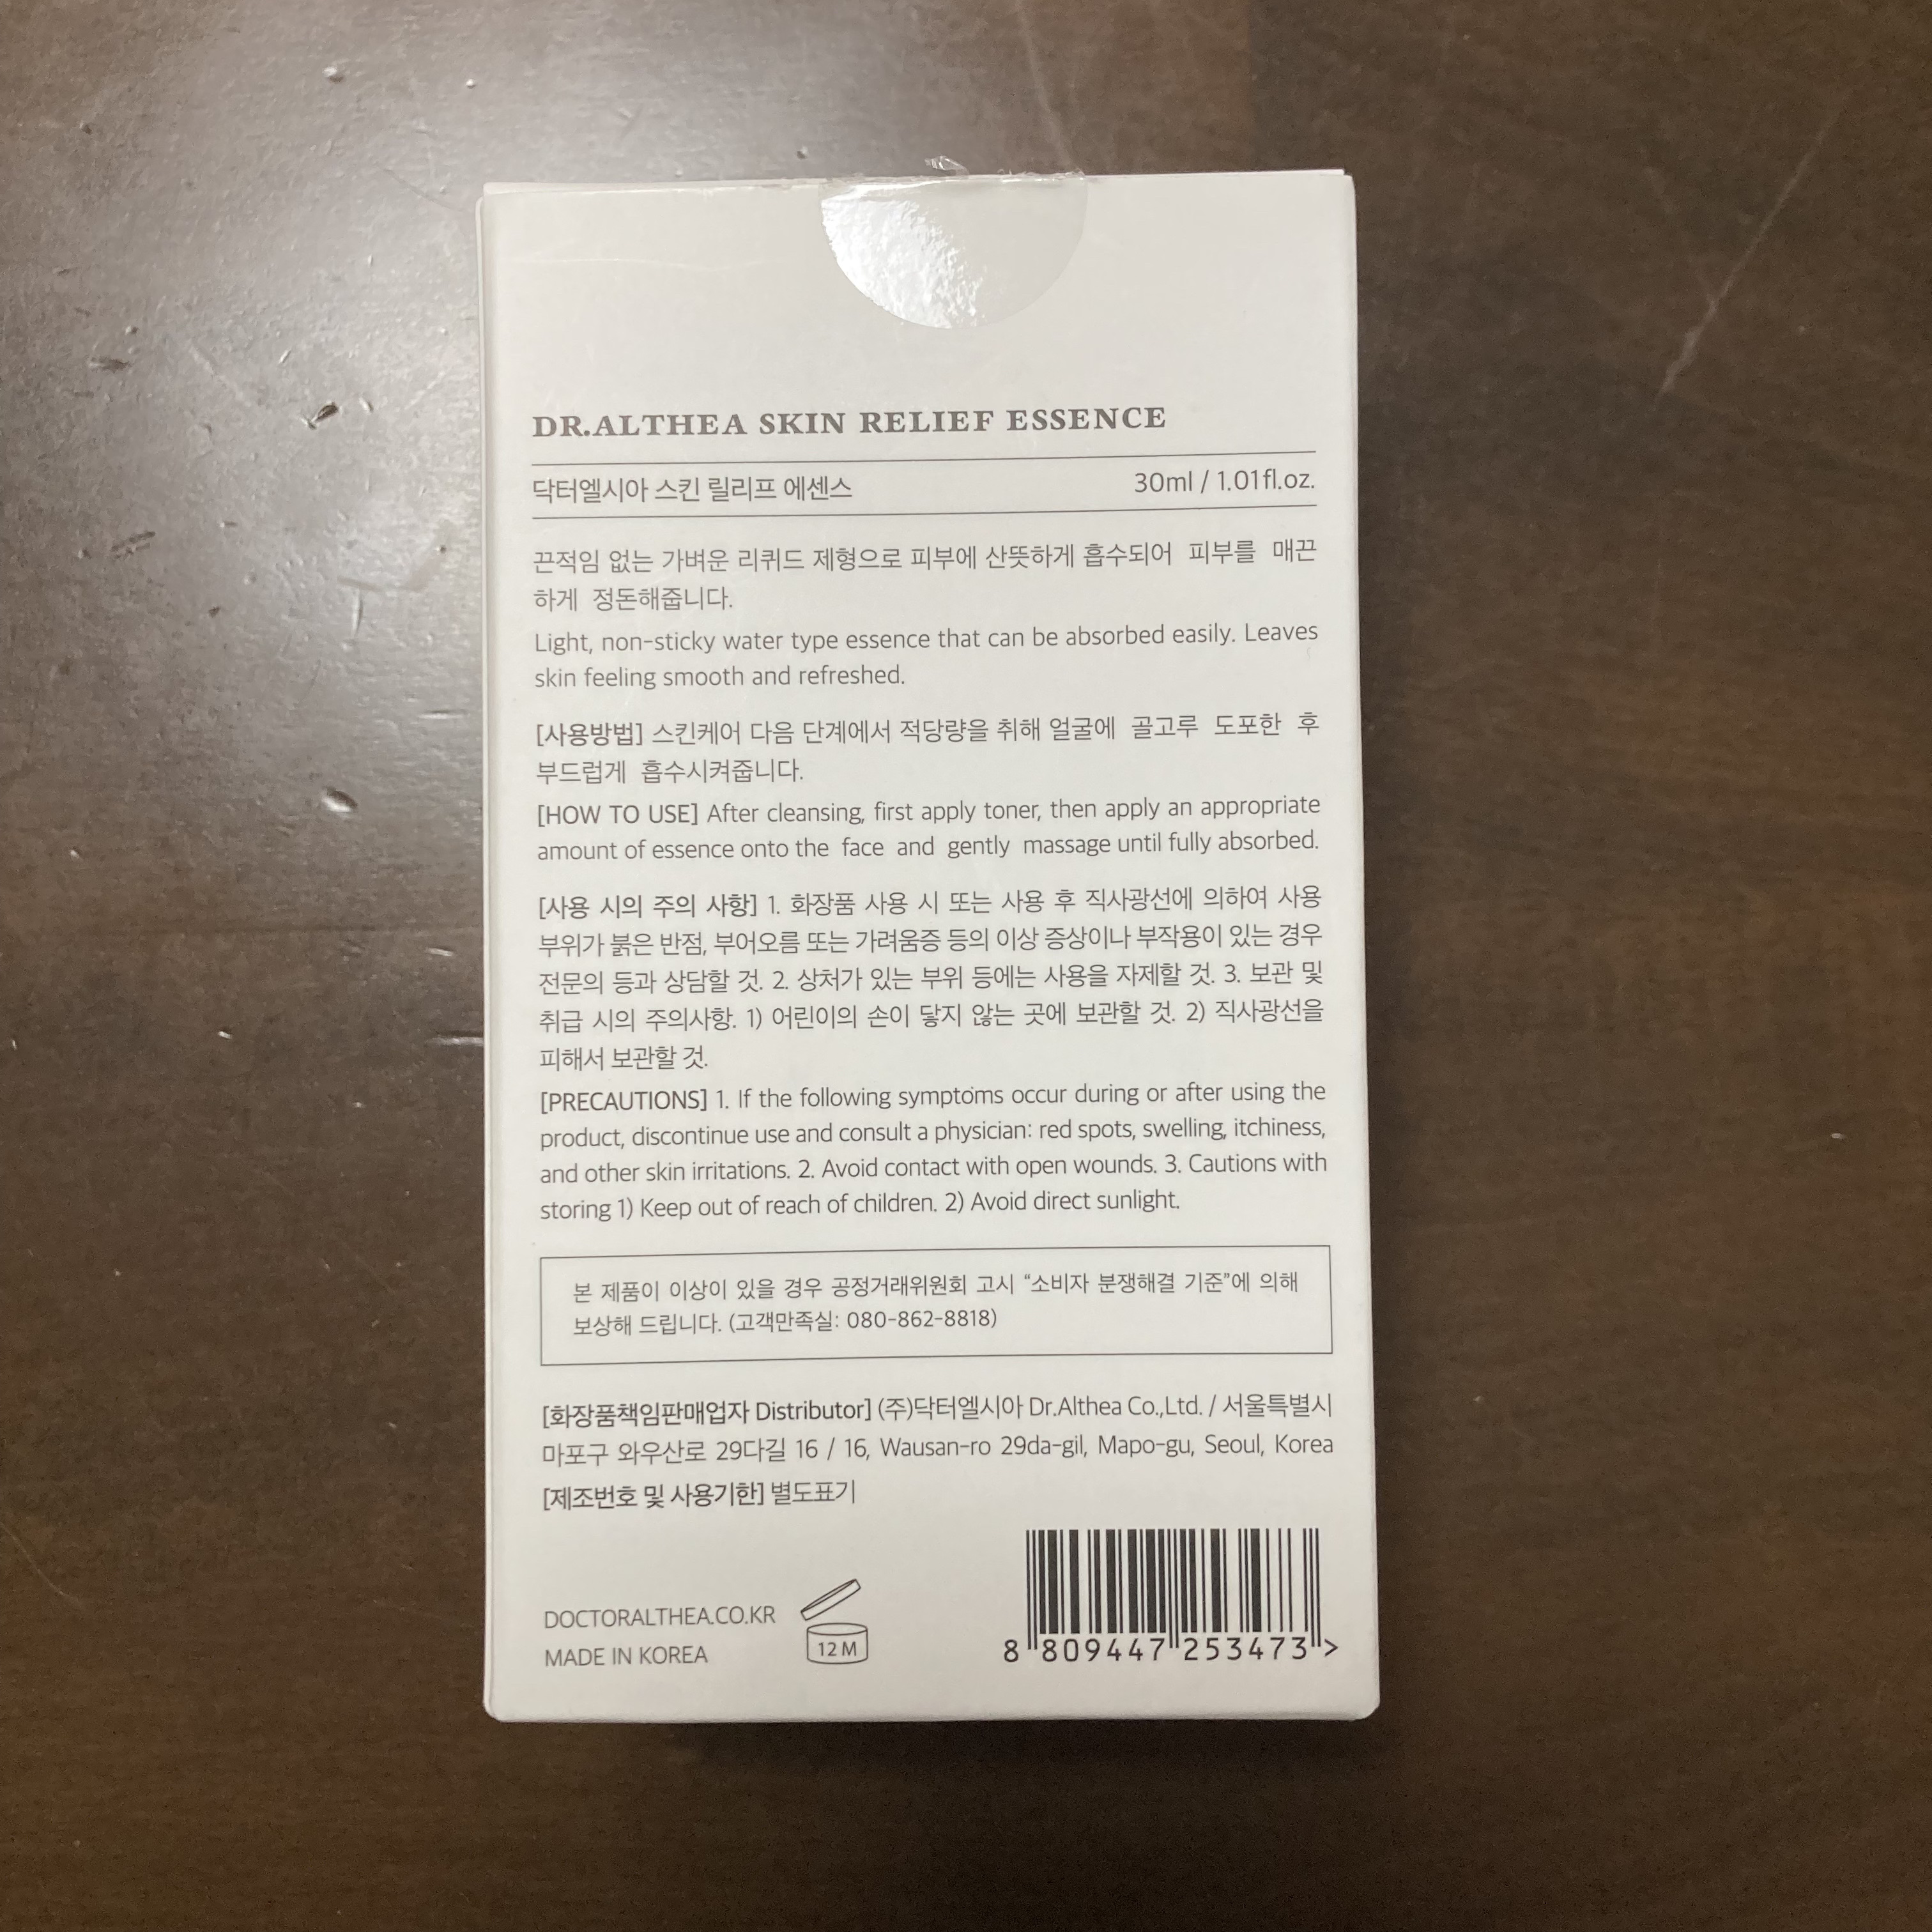 DR.ALTHEA SKIN RELIEF ESSENCE
닥터엘시아 스킨 릴리프 에센스 30ml / 1.01fl.oz.
끈적임 없는 가벼운 리퀴드 제형으로 피부에 산뜻하게 흡수되어 피부를 매끈
하게 정돈해줍니다.
Light, non-sticky water type essence that can be absorbed easily. Leaves
skin feeling smooth and refreshed.
[사용방법] 스킨케어 다음 단계에서 적당량을 취해 얼굴에 골고루 도포한 후
부드럽게 흡수시켜줍니다.
[HOW TO USE] After cleansing, first apply toner, then apply an appropriate
amount of essence onto the face and gently massage until fully absorbed.
[사용 시의 주의 사항] 1. 화장품 사용 시 또는 사용 후 직사광선에 의하여 사용
부위가 붉은 반점, 부어오름 또는 가려움증 등의 이상 증상이나 부작용이 있는 경우
전문의 등과 상담할 것. 2. 상처가 있는 부위 등에는 사용을 자제할 것. 3. 보관 및
취급 시의 주의사항. 1) 어린이의 손이 닿지 않는 곳에 보관할 것. 2) 직사광선을
피해서 보관할 것.
[PRECAUTIONS] 1. If the following symptoms occur during or after using the
product, discontinue use and consult a physician: red spots, swelling, itchiness,
and other skin irritations. 2. Avoid contact with open wounds. 3. Cautions with
storing 1) Keep out of reach of children. 2) Avoid direct sunlight.
본 제품이 이상이 있을 경우 공정거래위원회 고시 “소비자 분쟁해결 기준”에 의해
보상해 드립니다. (고객만족실: 080-862-8818)
[화장품책임판매업자 Distributor] (주)닥터엘시아 Dr.Althea Co.,Ltd. / 서울특별시
마포구 와우산로 29다길 16 / 16, Wausan-ro 29da-gil, Mapo-gu, Seoul, Korea
[제조번호 및 사용기한] 별도표기
DOCTORALTHEA.CO.KR
MADE IN KOREA
12 M
8 809447 253473 >